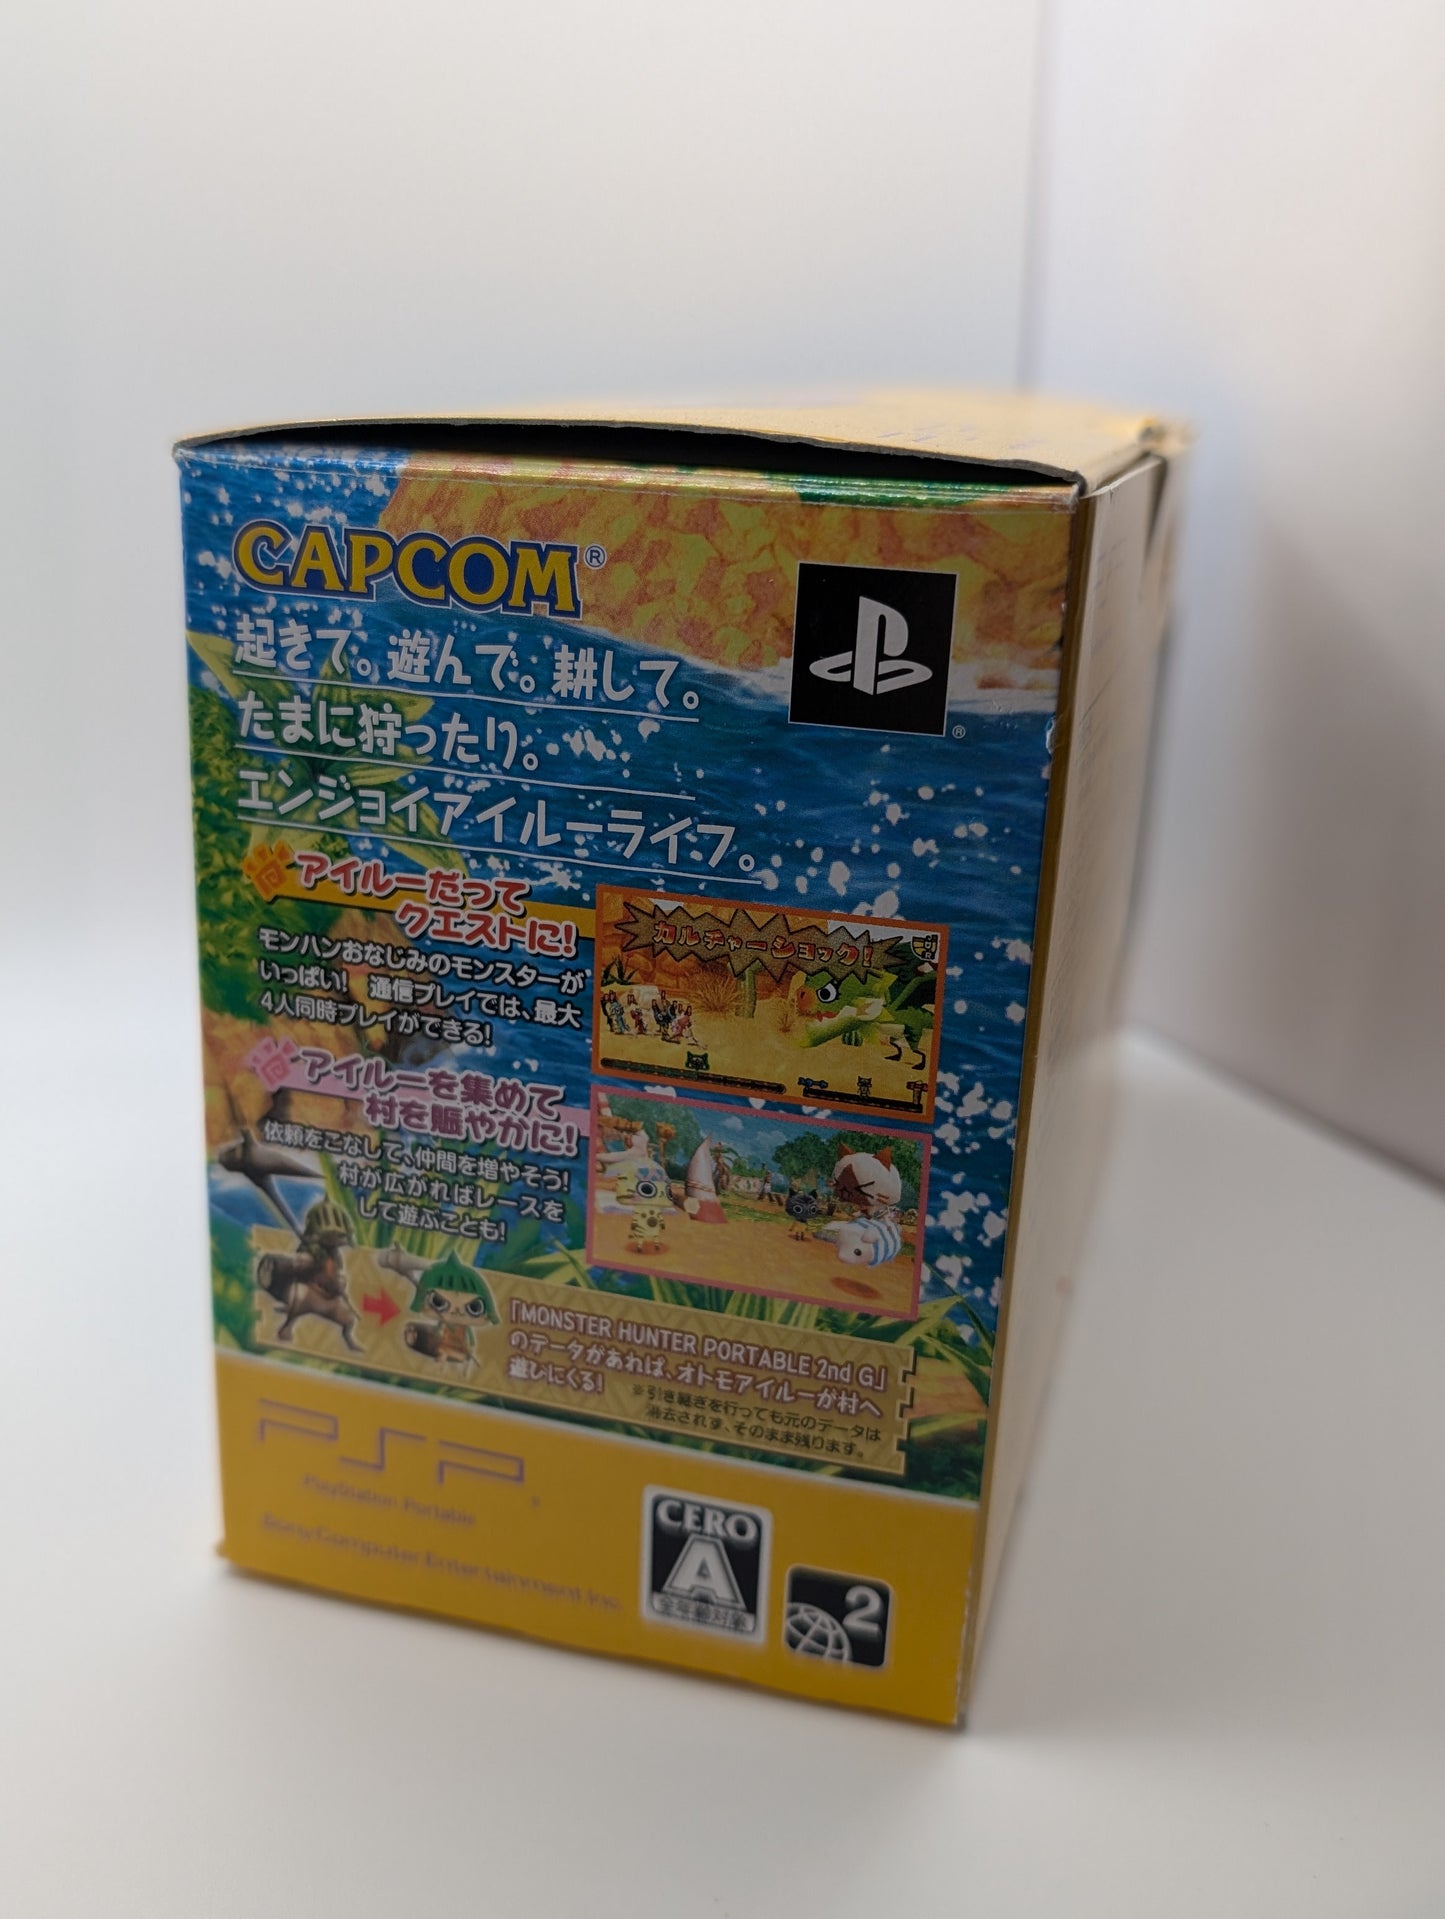 CAPCOM®
起きて。遊んで。耕して。
たまに狩ったり。
エンジョイアイルーライフ。
アイルーだって
クエストに!
モンハンおなじみのモンスターが
いっぱい! 通信プレイでは、最大
4人同時プレイができる!
カルチャーショック!
アイルーを集めて
村を賑やかに!
依頼をこなして、仲間を増やそう!
村が広がればレースを
して遊ぶことも!
「MONSTER HUNTER PORTABLE 2nd G」
のデータがあれば、オトモアイルーが村へ
遊びにくる!
※引き継ぎを行っても元のデータは
消去されず、そのまま残ります。
PSP
PlayStation Portable
Sony Computer Entertainment Inc.
CERO
A
全年齢対象
2